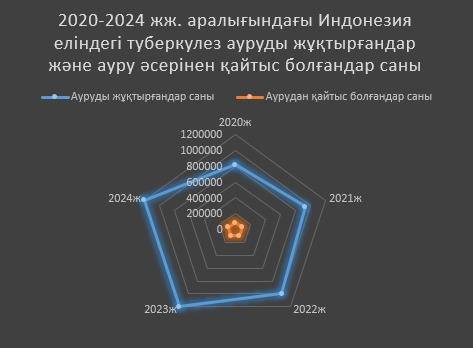 2020-2024 жж. аралығындағы Индонезия
еліндегі туберкулез ауруды жұқтырғандар
және ауру әсерінен қайтыс болғандар саны
Ауруды жұқтырғандар саны
Аурудан қайтыс болғандар саны
2020ж
1200000
1000000
800000
600000
400000
200000
0
2024ж
2021ж
2023ж
2022ж